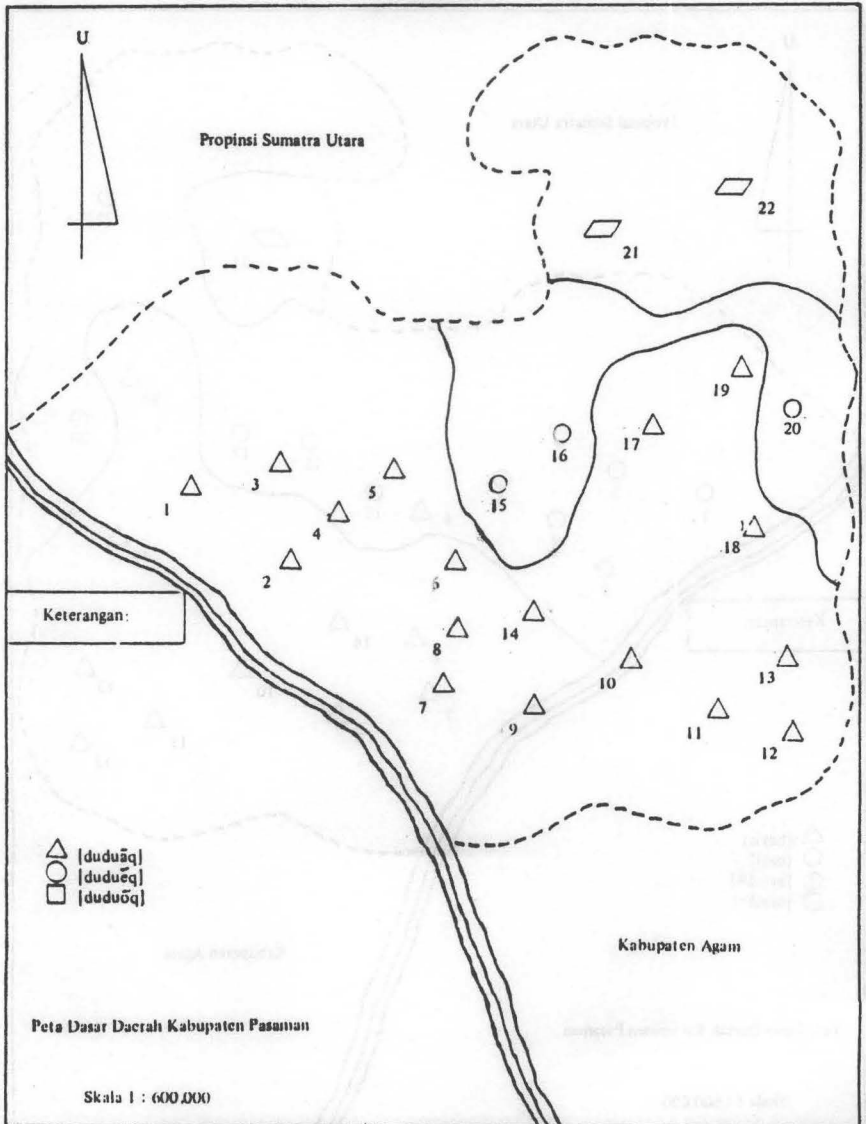 U
Propinsi Sumatra Utara
22
21
19
20
17
16
3
5
15
1
4
18
2
6
14
8
10
13
7
9
11
12
Keterangan:
[duduāq]
[duduēq]
[duduōq]
Kabupaten Agam
Peta Dasar Daerah Kabupaten Pasaman
Skala 1 : 600.000